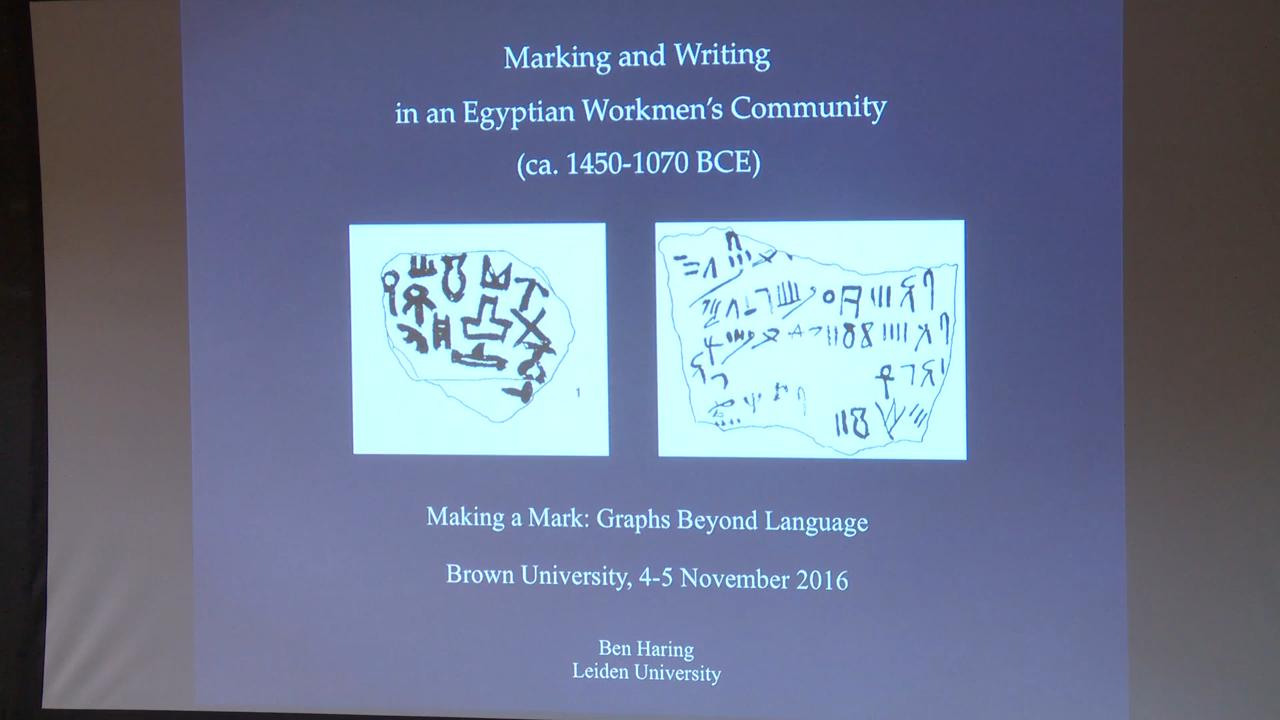 Marking and Writing
in an Egyptian Workmen's Community
(ca. 1450-1070 BCE)
1
Making a Mark: Graphs Beyond Language
Brown University, 4-5 November 2016
Ben Haring
Leiden University